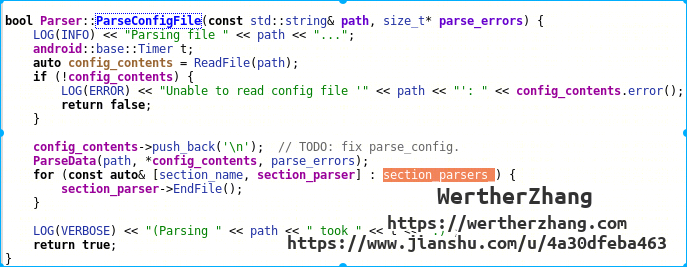 bool Parser::ParseConfigFile(const std::string& path, size_t* parse_errors) {
    LOG(INFO) << "Parsing file " << path << "...";
    android::base::Timer t;
    auto config_contents = ReadFile(path);
    if (!config_contents) {
        LOG(ERROR) << "Unable to read config file '" << path << "': " << config_contents.error();
        return false;
    }

    config_contents->push_back('\n');  // TODO: fix parse_config.
    ParseData(path, *config_contents, parse_errors);
    for (const auto& [section_name, section_parser] : section_parsers_) {
        section_parser->EndFile();
    }
WertherZhang
https://wertherzhang.com
    LOG(VERBOSE) << "(Parsing " << path << " took " << t <<
https://www.jianshu.com/u/4a30dfeba463
    return true;
}